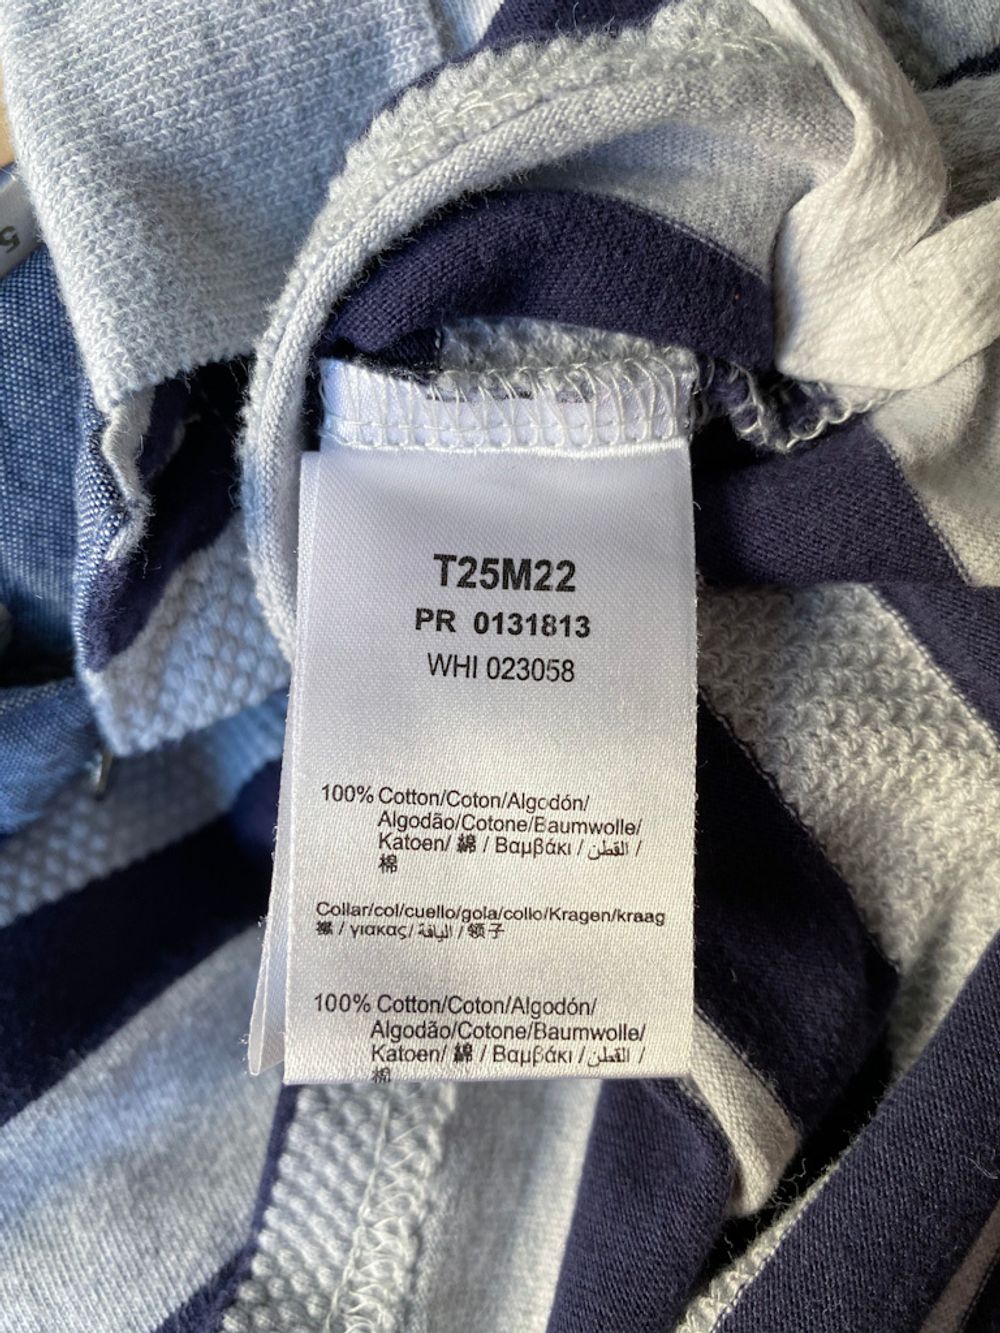 T25M22
PR 0131813
WHI 023058
100% Cotton/Coton/Algodón/
Algodão/Cotone/Baumwolle/
Katoen/ 綿 / Βαμβάκι / القطن /
棉
Collar/col/cuello/gola/collo/Kragen/kraag
襟 / γιακας/ الياقة / 领子
100% Cotton/Coton/Algodón/
Algodão/Cotone/Baumwolle/
Katoen/ 綿 / Βαμβάκι / القطن /
棉
5